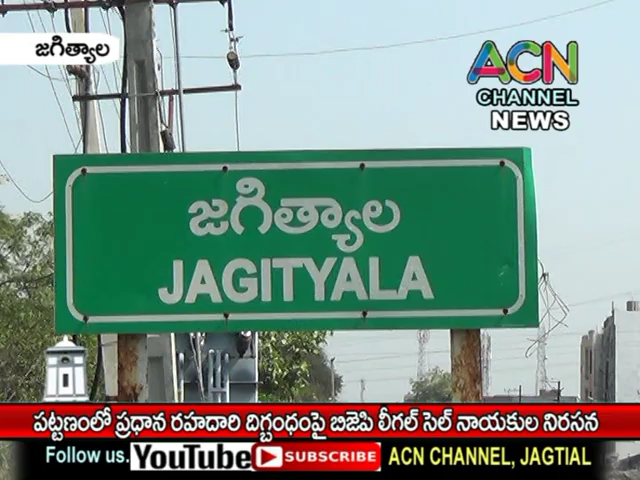 జగిత్యాల
ACN
CHANNEL
NEWS
జగిత్యాల
JAGITYALA
పట్టణంలో ప్రధాన రహదారి దిగ్బంధంపై బిజెపి లీగల్ సెల్ నాయకుల నిరసన
Follow us. YouTube SUBSCRIBE ACN CHANNEL, JAGTIAL